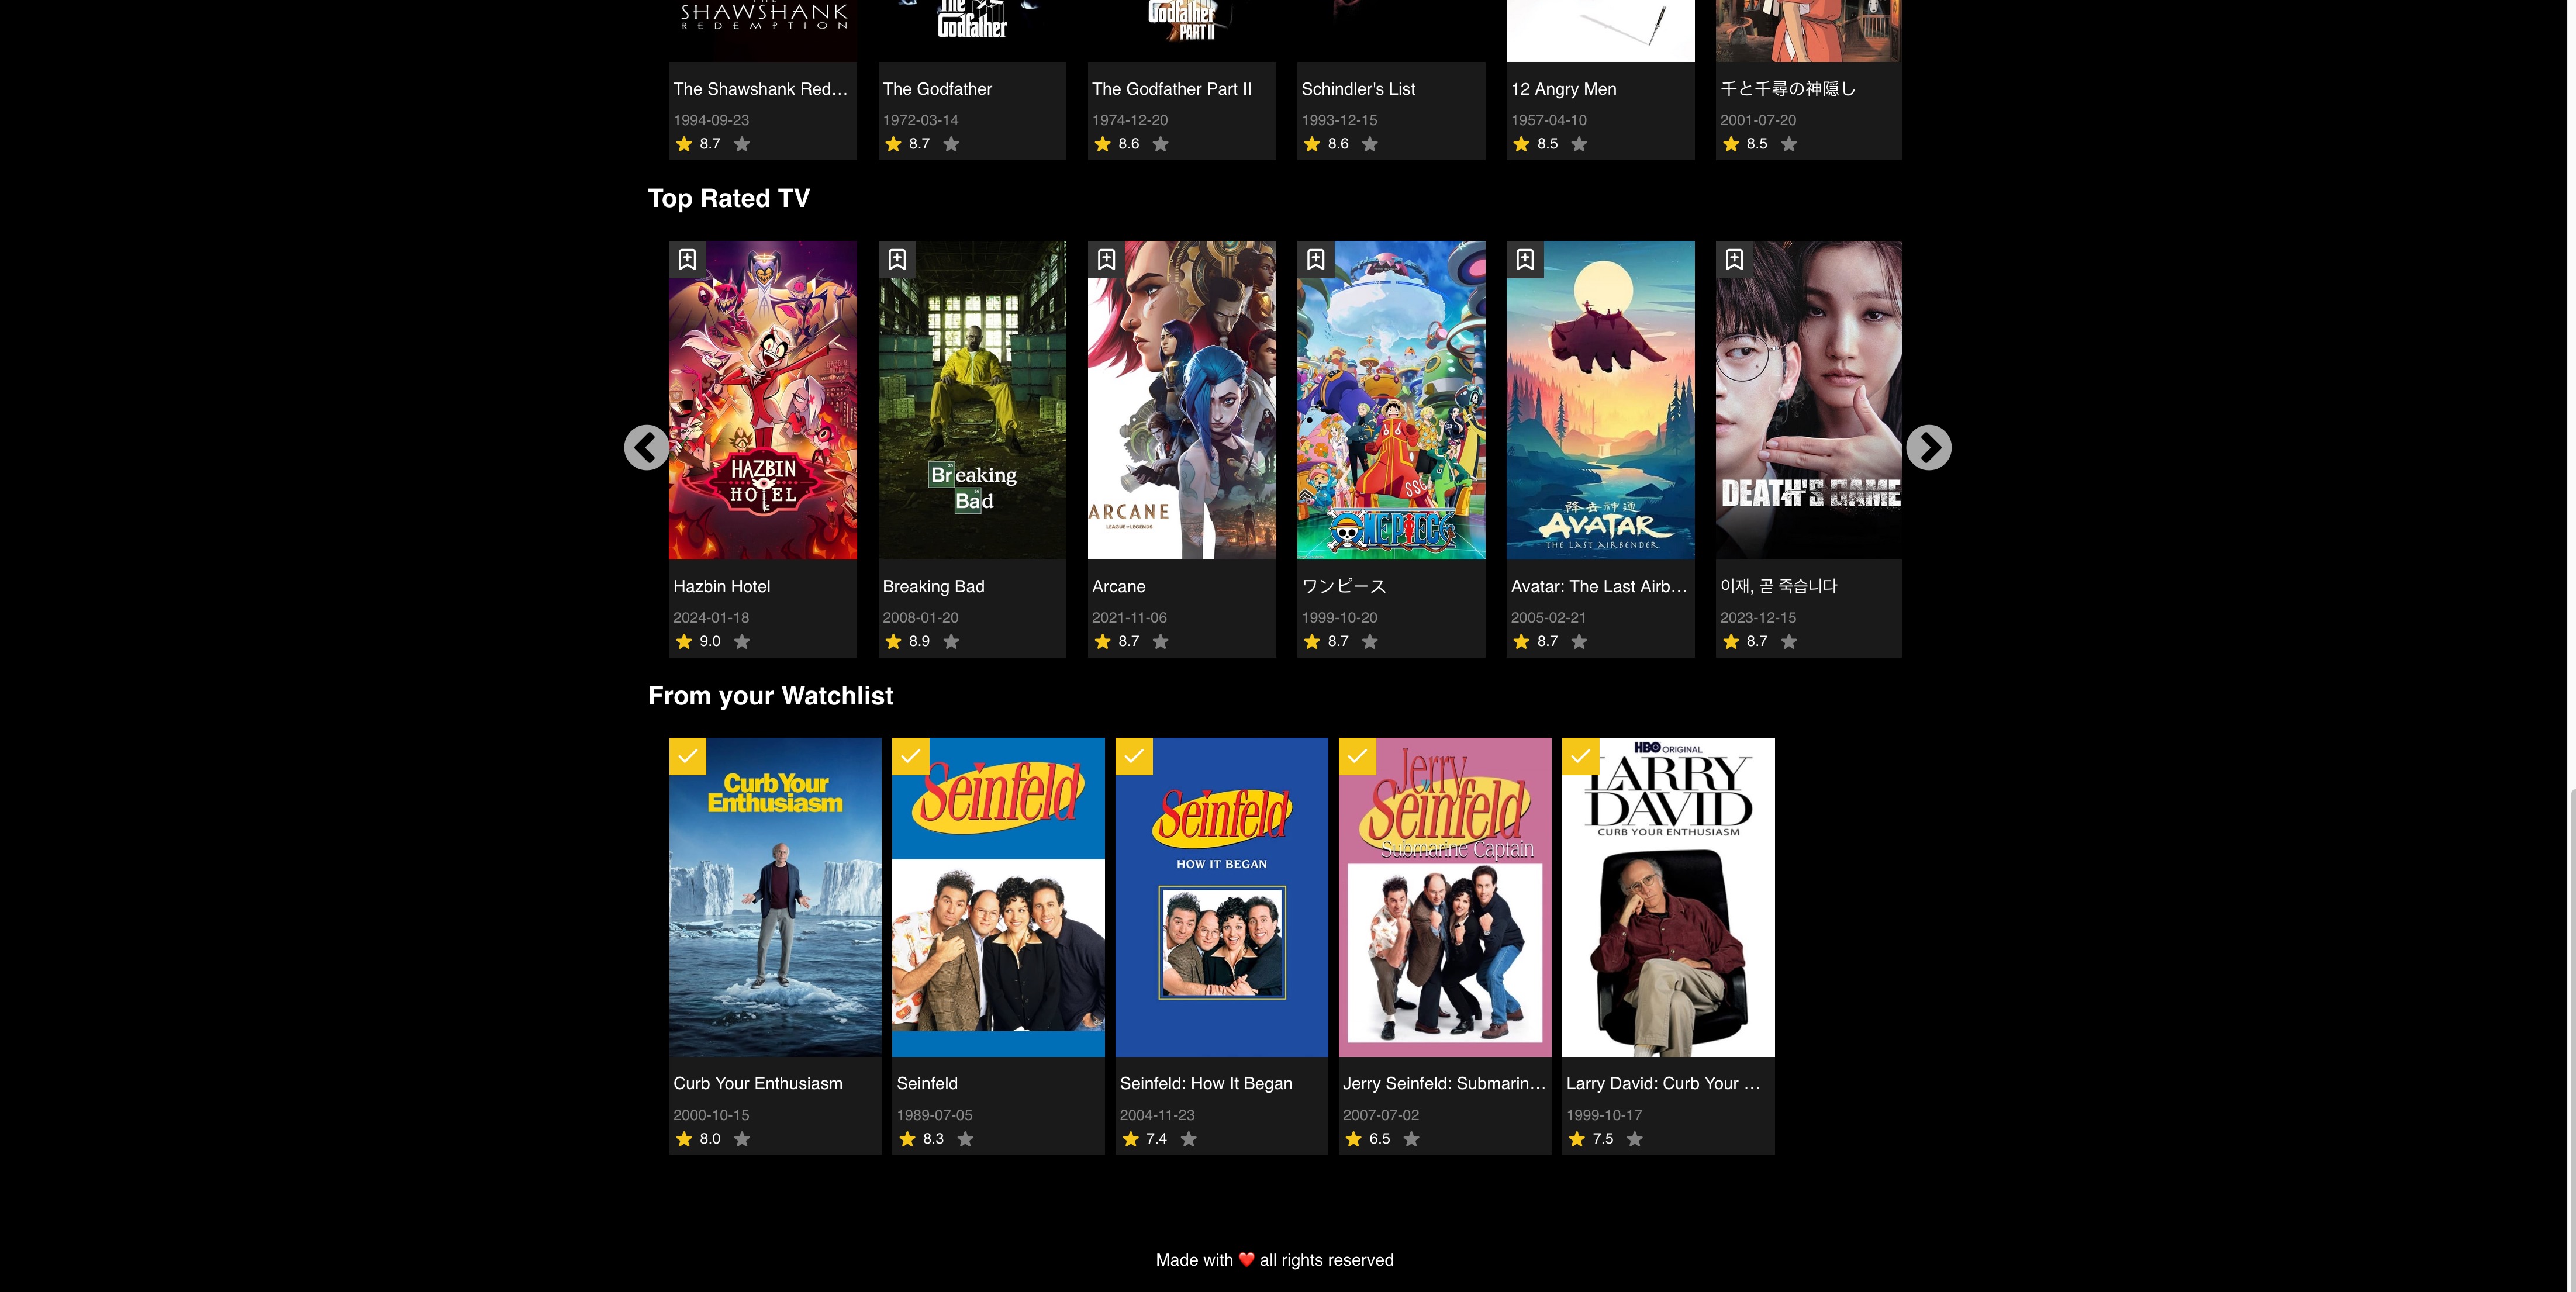 SHAWSHANK
REDEMPTION
The
Godfather
Godfather
PART II
The Shawshank Red...
1994-09-23
8.7
The Godfather
1972-03-14
8.7
The Godfather Part II
1974-12-20
8.6
Schindler's List
1993-12-15
8.6
12 Angry Men
1957-04-10
8.5
千と千尋の神隠し
2001-07-20
8.5
Top Rated TV
HAZBIN
HOTEL
Breaking
Bad
ARCANE
LEAGUE OF LEGENDS
ONE PIECE
降去神通
AVATAR
THE LAST AIRBENDER
DEATH'S GAME
Hazbin Hotel
2024-01-18
9.0
Breaking Bad
2008-01-20
8.9
Arcane
2021-11-06
8.7
ワンピース
1999-10-20
8.7
Avatar: The Last Airb...
2005-02-21
8.7
이재, 곧 죽습니다
2023-12-15
8.7
From your Watchlist
Curb Your
Enthusiasm
Seinfeld
Seinfeld
HOW IT BEGAN
Jerry
Seinfeld
Submarine Captain
HBO ORIGINAL
LARRY
DAVID
CURB YOUR ENTHUSIASM
Curb Your Enthusiasm
2000-10-15
8.0
Seinfeld
1989-07-05
8.3
Seinfeld: How It Began
2004-11-23
7.4
Jerry Seinfeld: Submarin...
2007-07-02
6.5
Larry David: Curb Your ...
1999-10-17
7.5
Made with ❤️ all rights reserved